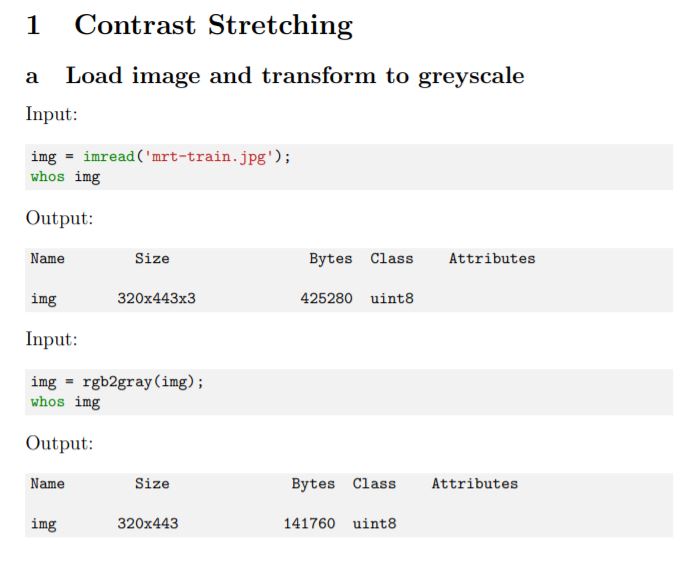 1 Contrast Stretching
a Load image and transform to greyscale
Input:
img = imread('mrt-train.jpg');
whos img
Output:
Name Size Bytes Class Attributes
img 320x443x3 425280 uint8
Input:
img = rgb2gray(img);
whos img
Output:
Name Size Bytes Class Attributes
img 320x443 141760 uint8